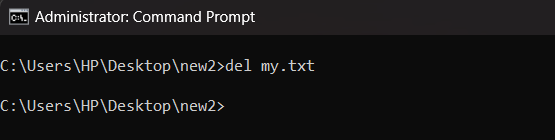 Administrator: Command Prompt
C:\Users\HP\Desktop\new2>del my.txt
C:\Users\HP\Desktop\new2>